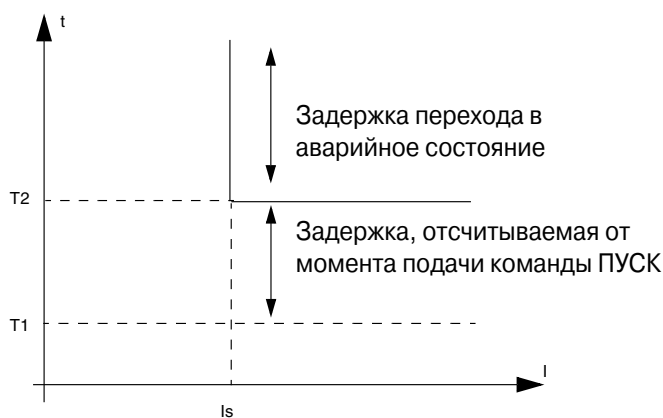 t
Задержка перехода в
аварийное состояние
T2
Задержка, отсчитываемая от
момента подачи команды ПУСК
T1
I
Is